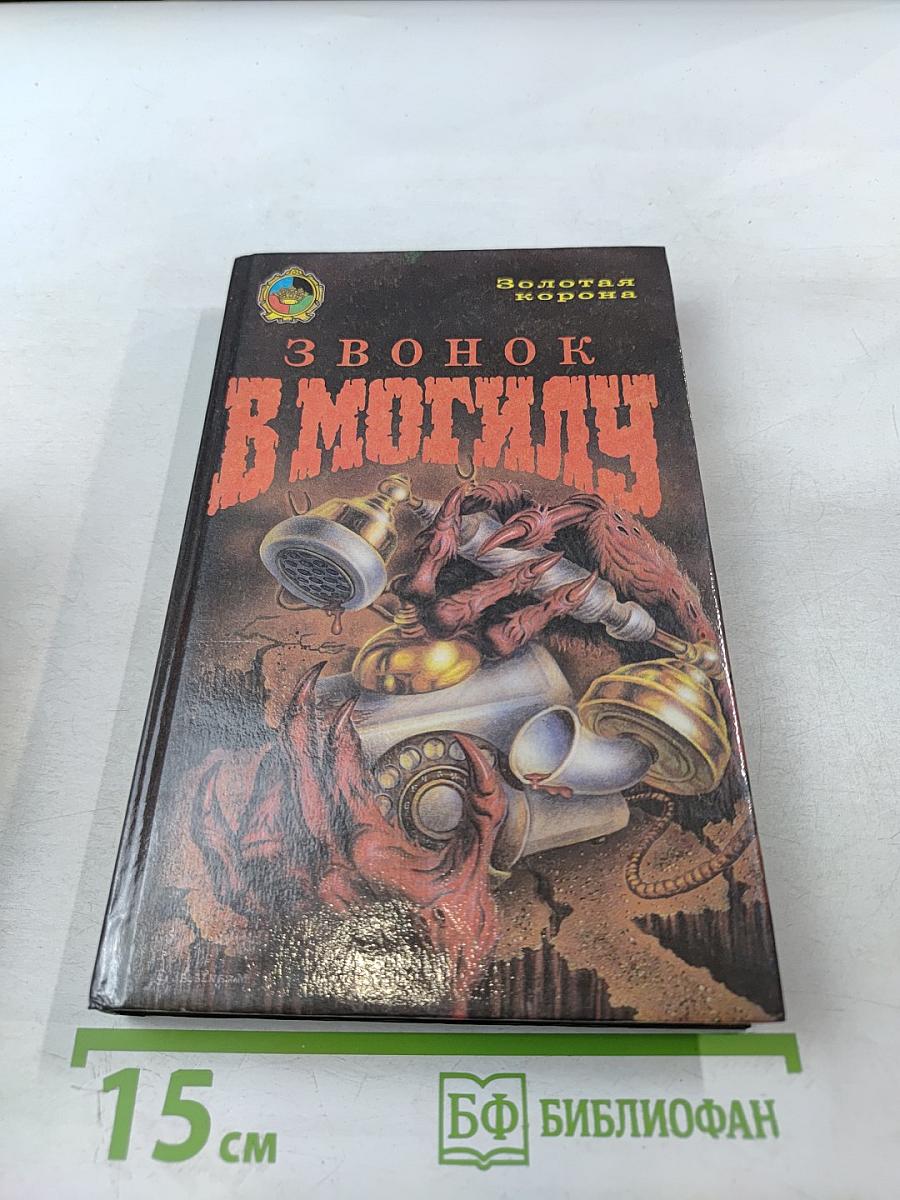 Золотая
корона
ЗВОНОК
В МОГИЛУ
15 см
БФ БИБЛИОФАН